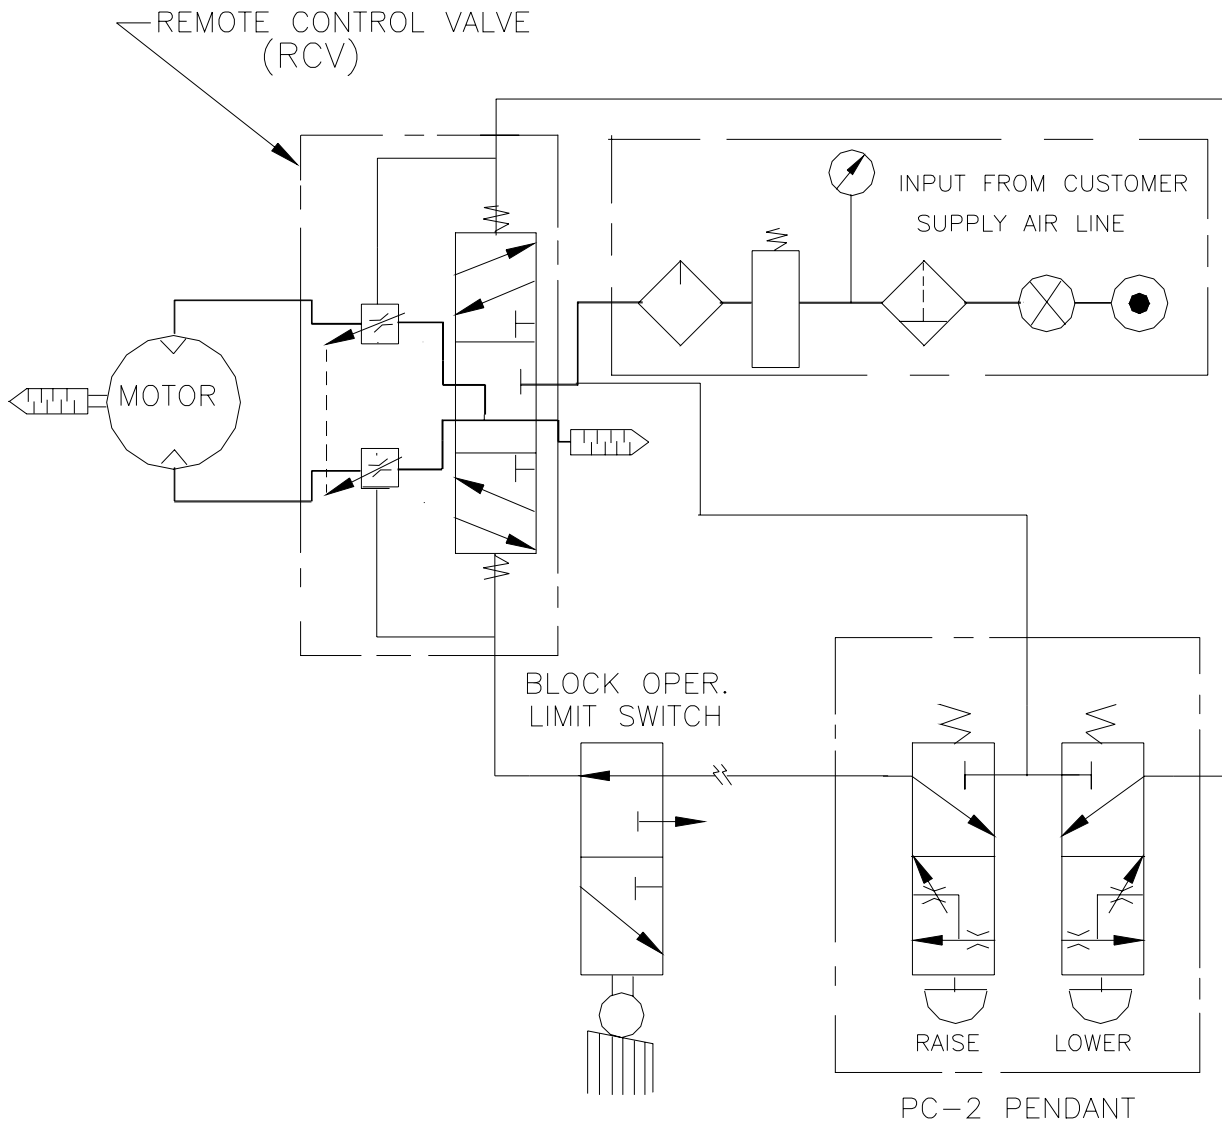 REMOTE CONTROL VALVE
(RCV)
INPUT FROM CUSTOMER
SUPPLY AIR LINE
MOTOR
BLOCK OPER.
LIMIT SWITCH
RAISE
LOWER
PC-2 PENDANT